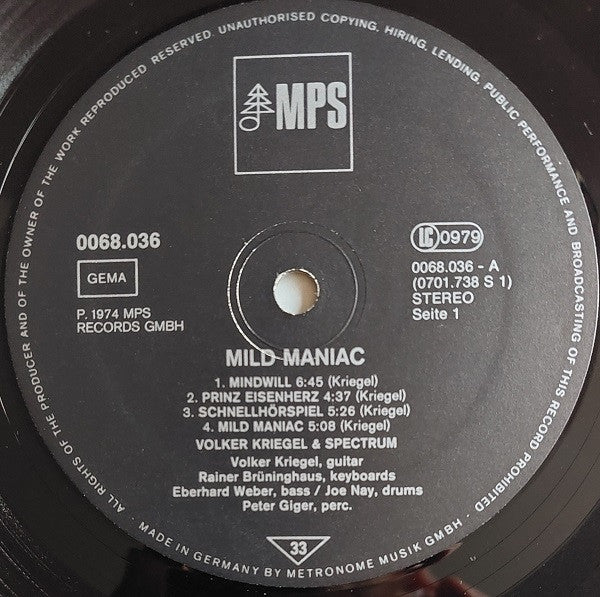 ALL RIGHTS OF THE PRODUCER AND OF THE OWNER OF THE WORK REPRODUCED RESERVED. UNAUTHORISED COPYING, HIRING, LENDING, PUBLIC PERFORMANCE AND BROADCASTING OF THIS RECORD PROHIBITED
MPS
0068.036
GEMA
P. 1974 MPS
RECORDS GMBH
LC 0979
0068.036 - A
(0701.738 S 1)
STEREO
Seite 1
MILD MANIAC
1. MINDWILL 6:45 (Kriegel)
2. PRINZ EISENHERZ 4:37 (Kriegel)
3. SCHNELLHÖRSPIEL 5:26 (Kriegel)
4. MILD MANIAC 5:08 (Kriegel)
VOLKER KRIEGEL & SPECTRUM
Volker Kriegel, guitar
Rainer Brüninghaus, keyboards
Eberhard Weber, bass / Joe Nay, drums
Peter Giger, perc.
33
- MADE IN GERMANY BY METRONOME MUSIK GMBH -